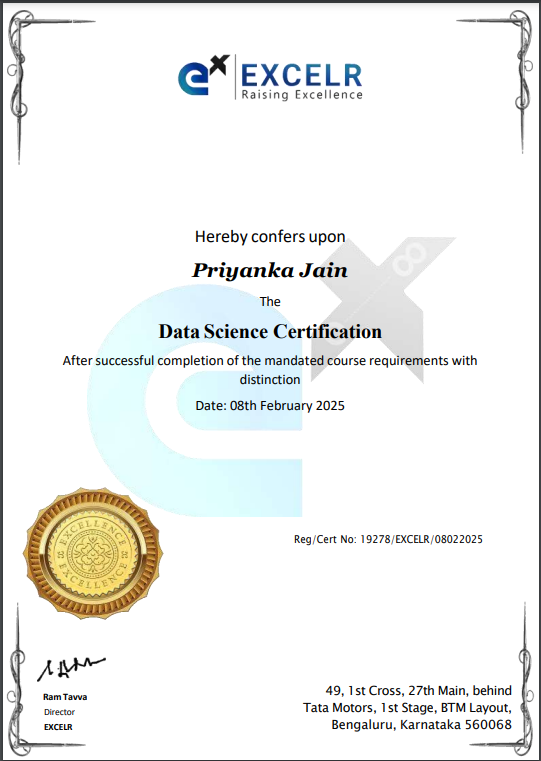 ex EXCELR
Raising Excellence
Hereby confers upon
Priyanka Jain
The
Data Science Certification
After successful completion of the mandated course requirements with
distinction
Date: 08th February 2025
EXCELLENCE
EXCELLENCE
Reg/Cert No: 19278/EXCELR/08022025
Ram Tavva
Director
EXCELR
49, 1st Cross, 27th Main, behind
Tata Motors, 1st Stage, BTM Layout,
Bengaluru, Karnataka 560068